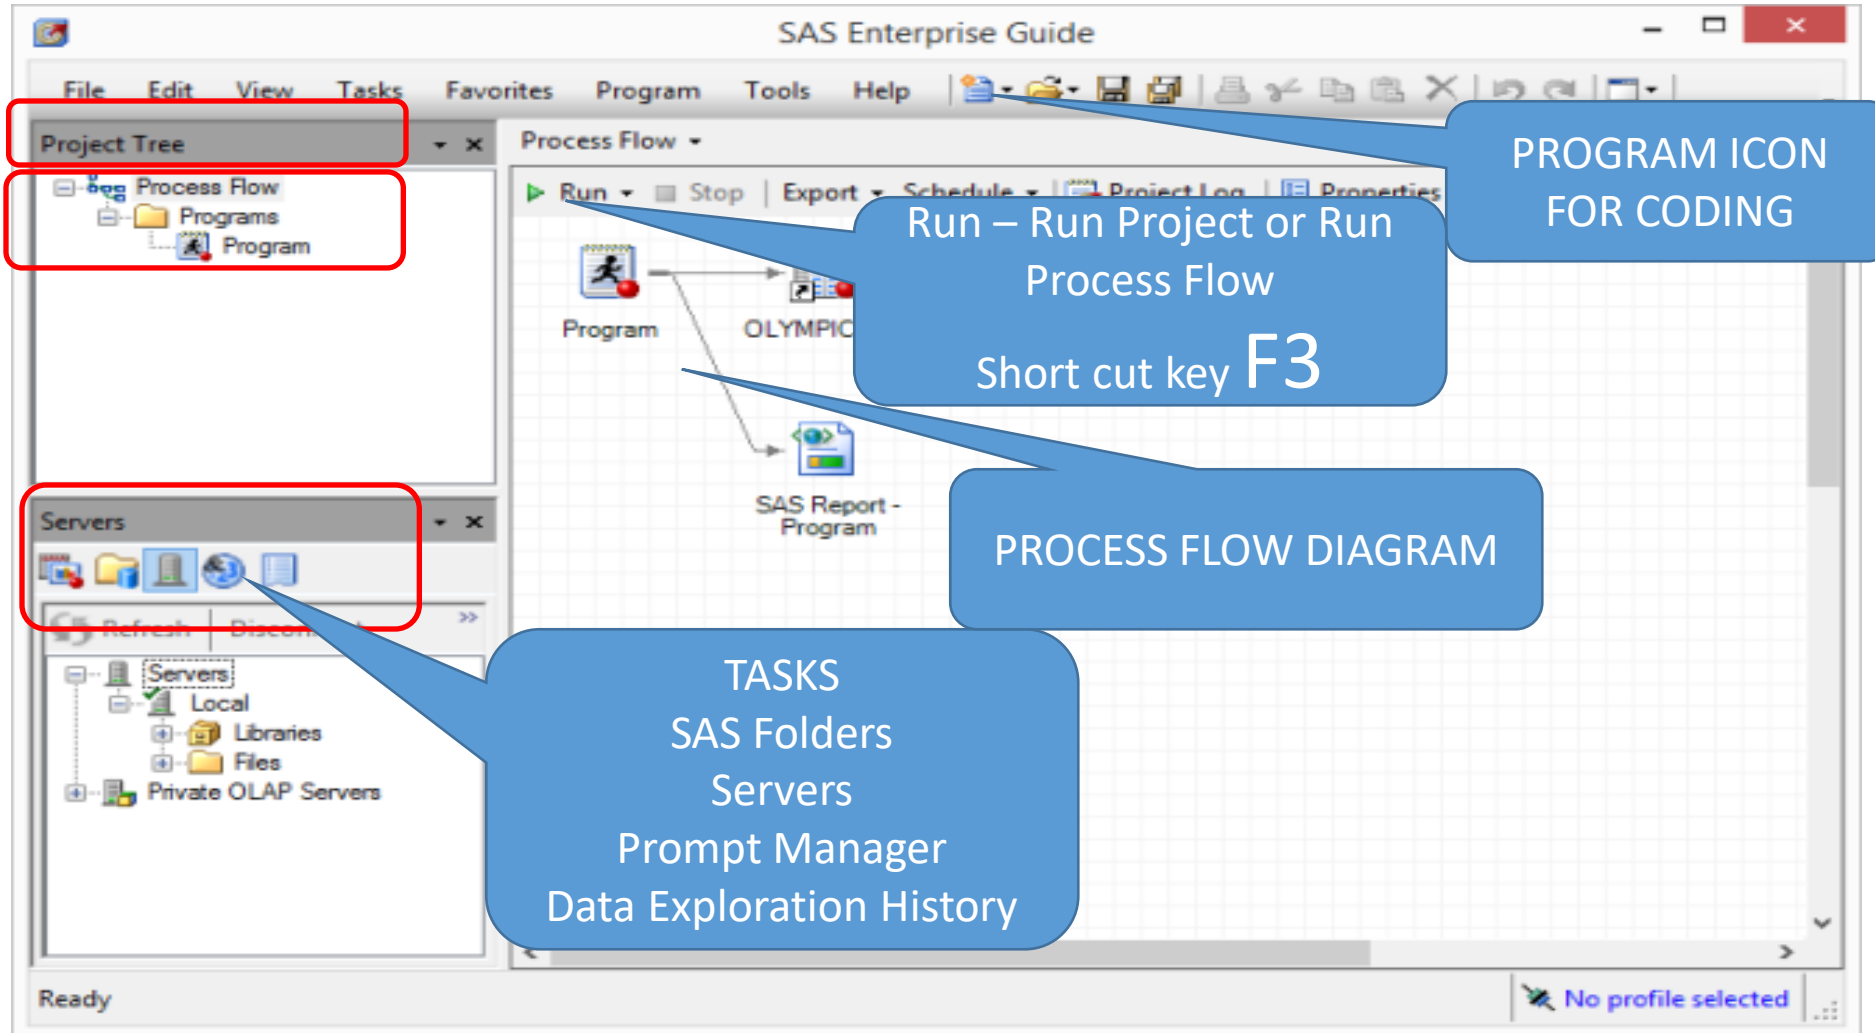 SAS Enterprise Guide
File Edit View Tasks Favorites Program Tools Help
Project Tree
Process Flow
Programs
Program
Process Flow
Run Stop Export Schedule Project Log Properties
Program
OLYMPIC
SAS Report -
Program
PROGRAM ICON
FOR CODING
Run – Run Project or Run
Process Flow
Short cut key F3
PROCESS FLOW DIAGRAM
Servers
Refresh
Servers
Local
Libraries
Files
Private OLAP Servers
TASKS
SAS Folders
Servers
Prompt Manager
Data Exploration History
Ready
No profile selected